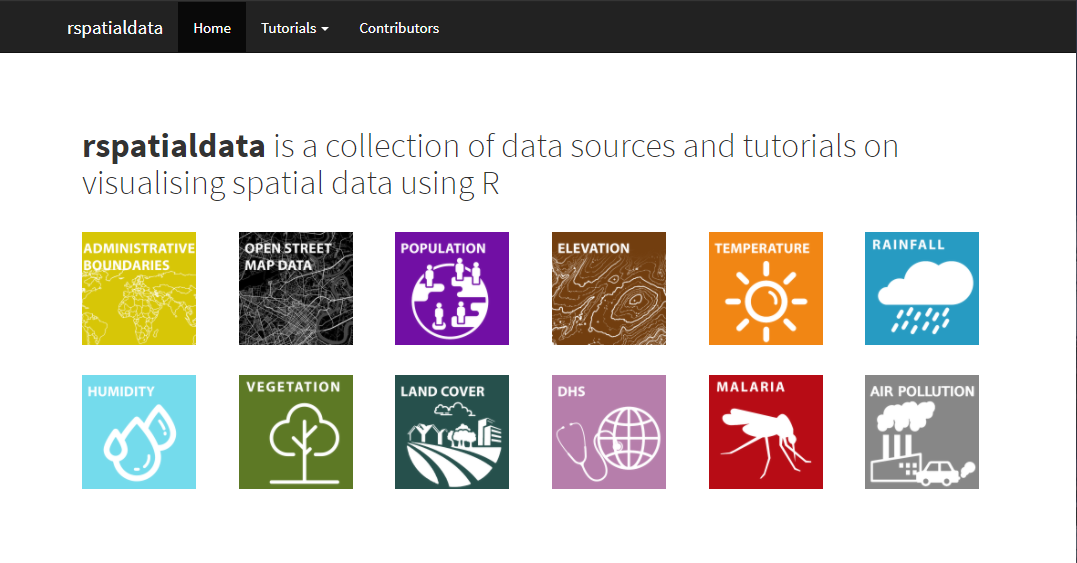 rspatialdata Home Tutorials Contributors
rspatialdata is a collection of data sources and tutorials on
visualising spatial data using R
ADMINISTRATIVE
BOUNDARIES
OPEN STREET
MAP DATA
POPULATION
ELEVATION
TEMPERATURE
RAINFALL
HUMIDITY
VEGETATION
LAND COVER
DHS
MALARIA
AIR POLLUTION